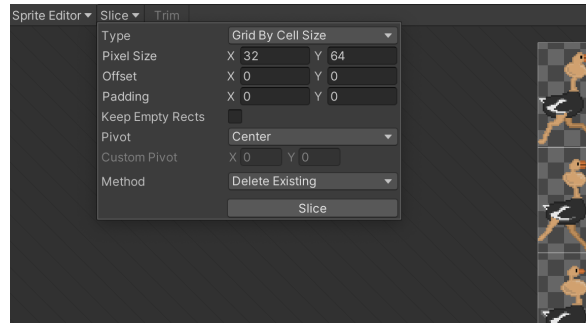 Sprite Editor Slice Trim
Type Grid By Cell Size
Pixel Size X 32 Y 64
Offset X 0 Y 0
Padding X 0 Y 0
Keep Empty Rects
Pivot Center
Custom Pivot X 0 Y 0
Method Delete Existing
Slice